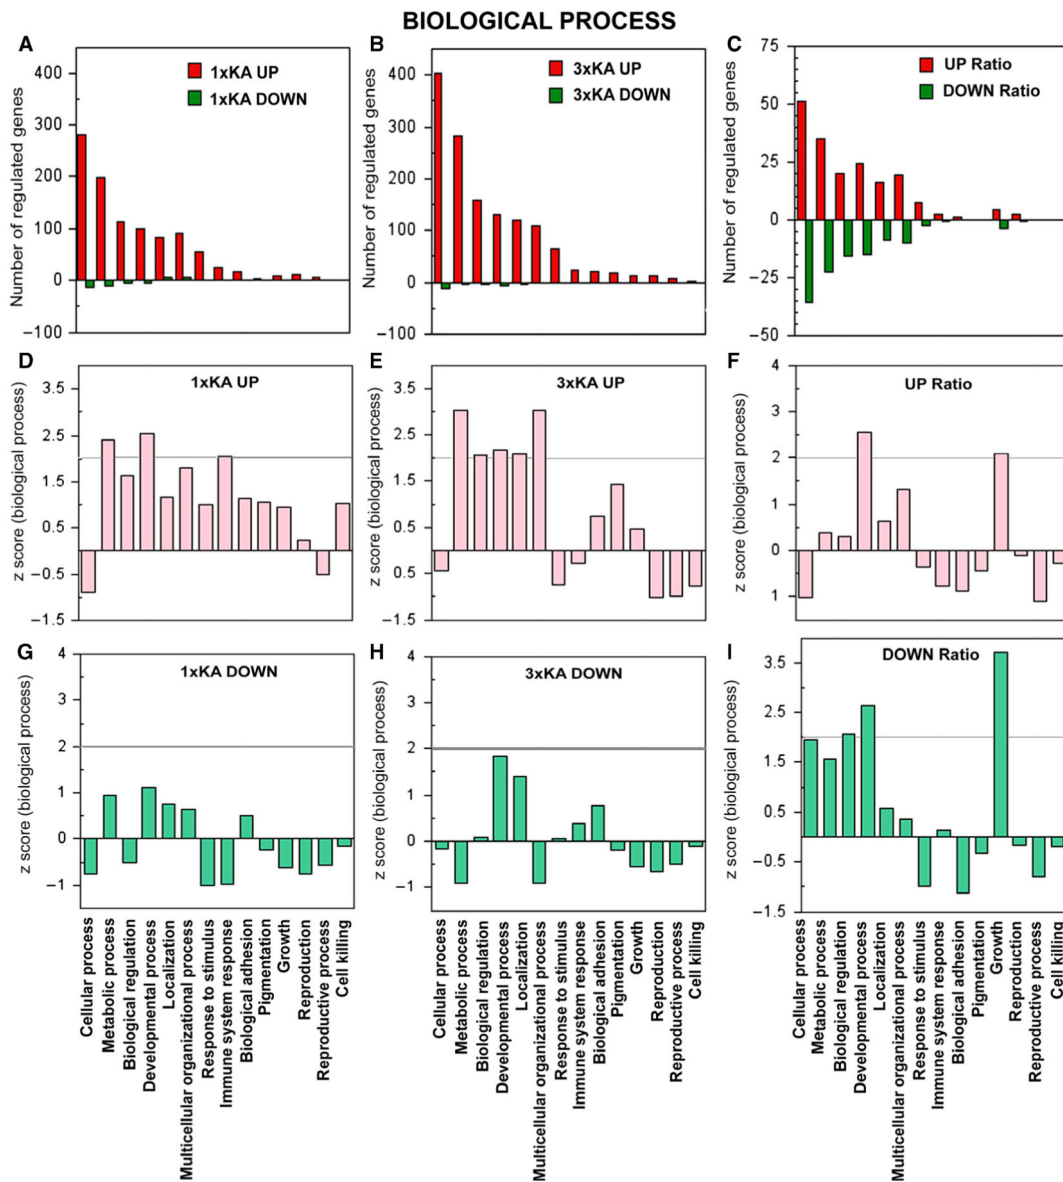 BIOLOGICAL PROCESS
A
Number of regulated genes
400
300
200
100
0
−100
1xKA UP
1xKA DOWN
B
Number of regulated genes
400
300
200
100
0
−100
3xKA UP
3xKA DOWN
C
Number of regulated genes
75
50
25
0
−25
−50
UP Ratio
DOWN Ratio
D
1xKA UP
z score (biological process)
3.5
2.5
1.5
0.5
−0.5
−1.5
E
3xKA UP
z score (biological process)
3.5
2.5
1.5
0.5
0.5
−1.5
F
UP Ratio
z score (biological process)
4
3
2
1
0
1
G
1xKA DOWN
z score (biological process)
4
3
2
1
0
−1
H
3xKA DOWN
z score (biological process)
4
3
2
1
0
−1
I
DOWN Ratio
z score (biological process)
3.5
2.5
1.5
0.5
−0.5
−1.5
Cellular process
Metabolic process
Biological regulation
Developmental process
Localization
Multicellular organizational process
Response to stimulus
Immune system response
Biological adhesion
Pigmentation
Growth
Reproduction
Reproductive process
Cell killing
Cellular process
Metabolic process
Biological regulation
Developmental process
Localization
Multicellular organizational process
Response to stimulus
Immune system response
Biological adhesion
Pigmentation
Growth
Reproduction
Reproductive process
Cell killing
Cellular process
Metabolic process
Biological regulation
Developmental process
Localization
Multicellular organizational process
Response to stimulus
Immune system response
Biological adhesion
Pigmentation
Growth
Reproduction
Reproductive process
Cell killing